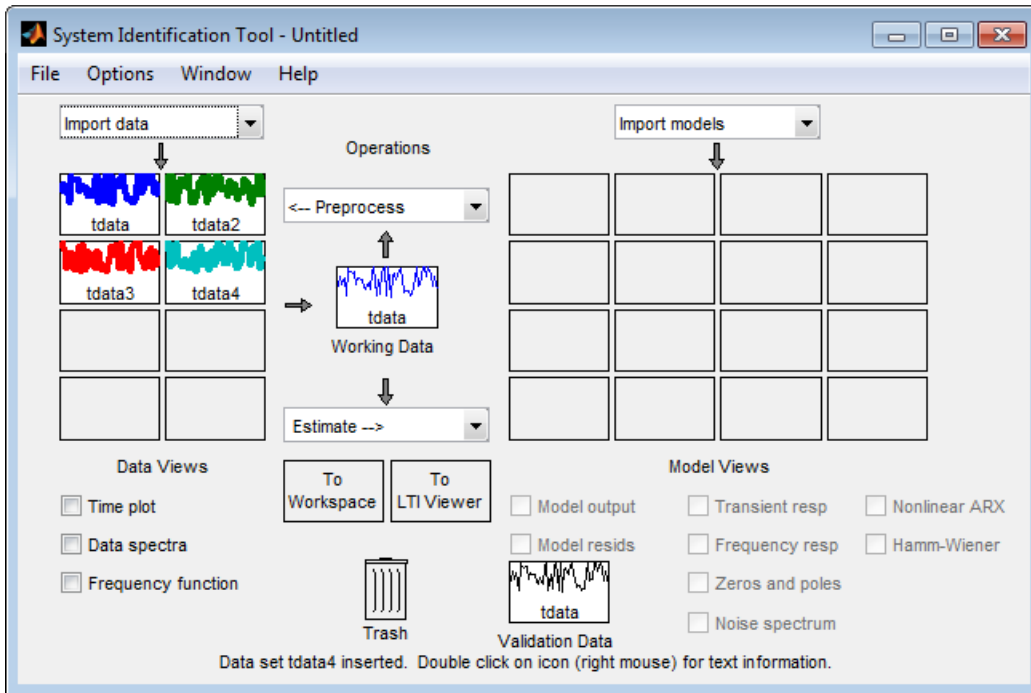 System Identification Tool - Untitled
File Options Window Help
Import data
Import models
Operations
tdata
tdata2
<-- Preprocess
tdata3
tdata4
tdata
Working Data
Estimate -->
Data Views
To Workspace
To LTI Viewer
Model Views
Time plot
Data spectra
Frequency function
Model output
Transient resp
Nonlinear ARX
Model resids
Frequency resp
Hamm-Wiener
Zeros and poles
Noise spectrum
Trash
tdata
Validation Data
Data set tdata4 inserted. Double click on icon (right mouse) for text information.